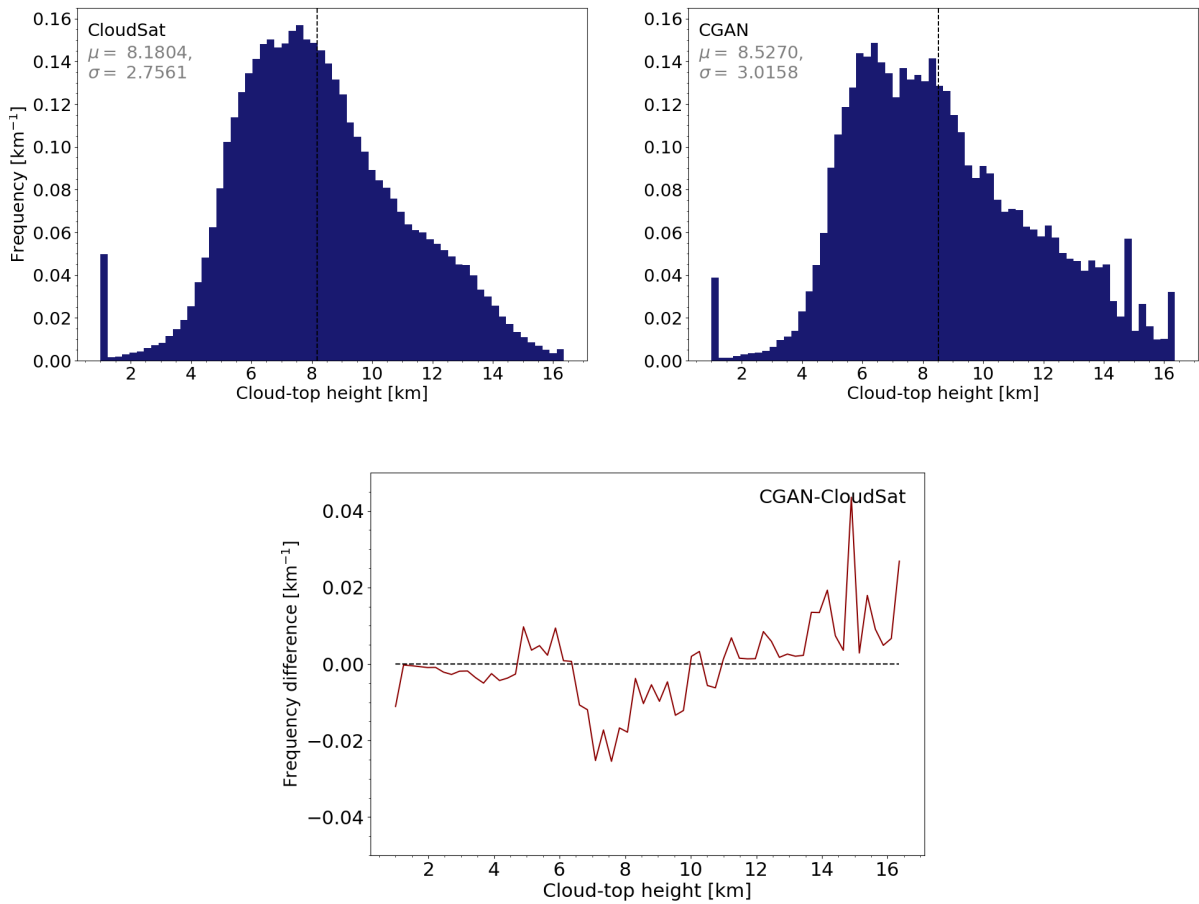 CloudSat
μ = 8.1804,
σ = 2.7561
0.16
0.14
0.12
0.10
0.08
0.06
0.04
0.02
0.00
Frequency [km⁻¹]
2 4 6 8 10 12 14 16
Cloud-top height [km]
CGAN
μ = 8.5270,
σ = 3.0158
0.16
0.14
0.12
0.10
0.08
0.06
0.04
0.02
0.00
2 4 6 8 10 12 14 16
Cloud-top height [km]
CGAN-CloudSat
0.04
0.02
0.00
−0.02
−0.04
Frequency difference [km⁻¹]
2 4 6 8 10 12 14 16
Cloud-top height [km]